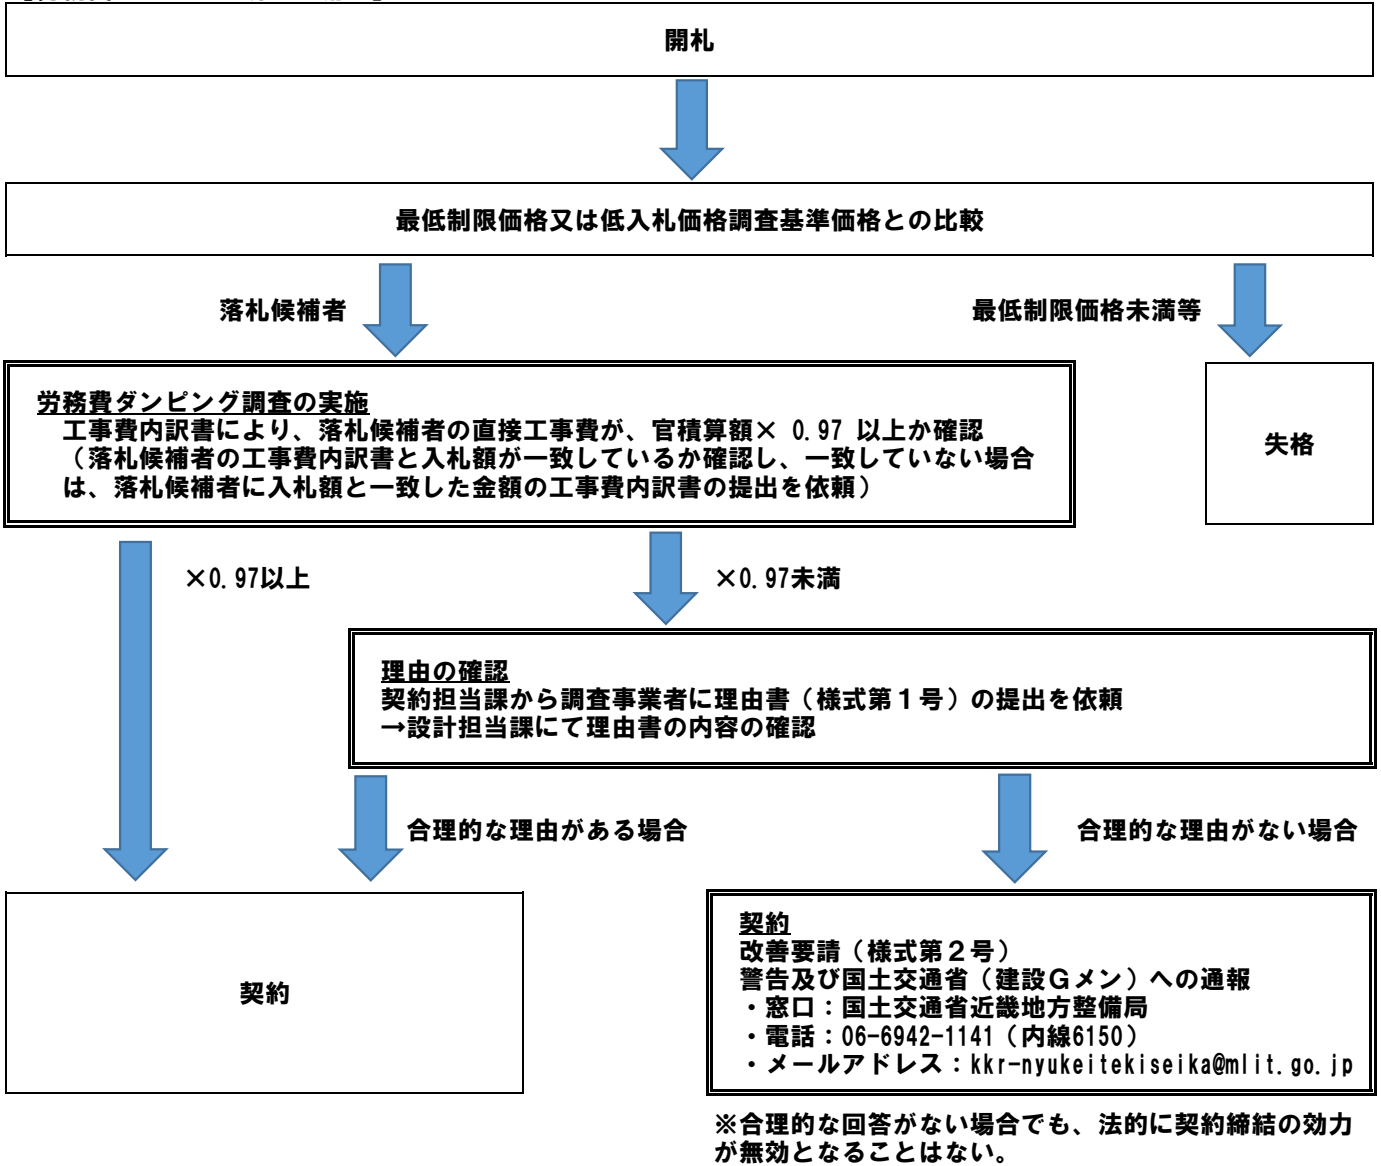 開札
最低制限価格又は低入札価格調査基準価格との比較
落札候補者
最低制限価格未満等
労務費ダンピング調査の実施
工事費内訳書により、落札候補者の直接工事費が、官積算額× 0.97 以上か確認
（落札候補者の工事費内訳書と入札額が一致しているか確認し、一致していない場合
は、落札候補者に入札額と一致した金額の工事費内訳書の提出を依頼）
失格
×0.97以上
×0.97未満
理由の確認
契約担当課から調査事業者に理由書（様式第１号）の提出を依頼
→設計担当課にて理由書の内容の確認
合理的な理由がある場合
合理的な理由がない場合
契約
契約
改善要請（様式第２号）
警告及び国土交通省（建設Ｇメン）への通報
・窓口：国土交通省近畿地方整備局
・電話：06-6942-1141（内線6150）
・メールアドレス：kkr-nyukeitekiseika@mlit.go.jp
※合理的な回答がない場合でも、法的に契約締結の効力
が無効となることはない。